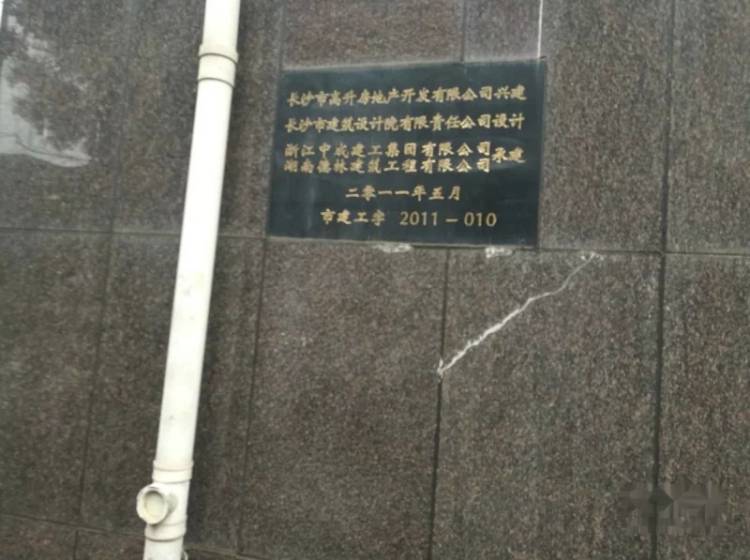 长沙市高升房地产开发有限公司兴建
长沙市建筑设计院有限责任公司设计
浙江中成建工集团有限公司
湖南德林建筑工程有限公司
承建
二零一一年五月
市建工字 2011－010